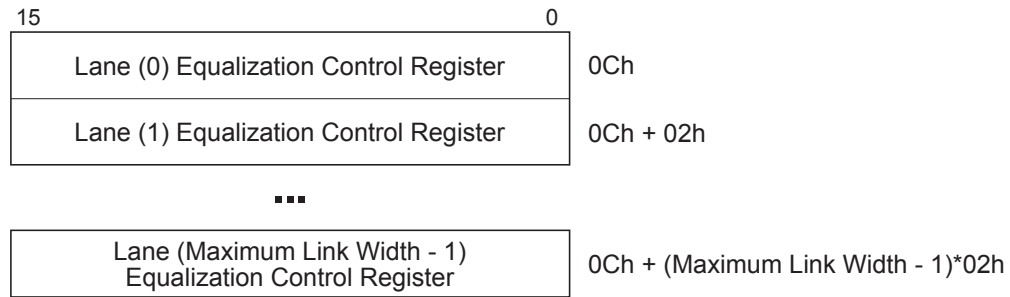 15 0
Lane (0) Equalization Control Register 0Ch
Lane (1) Equalization Control Register 0Ch + 02h
...
Lane (Maximum Link Width - 1)
Equalization Control Register 0Ch + (Maximum Link Width - 1)*02h